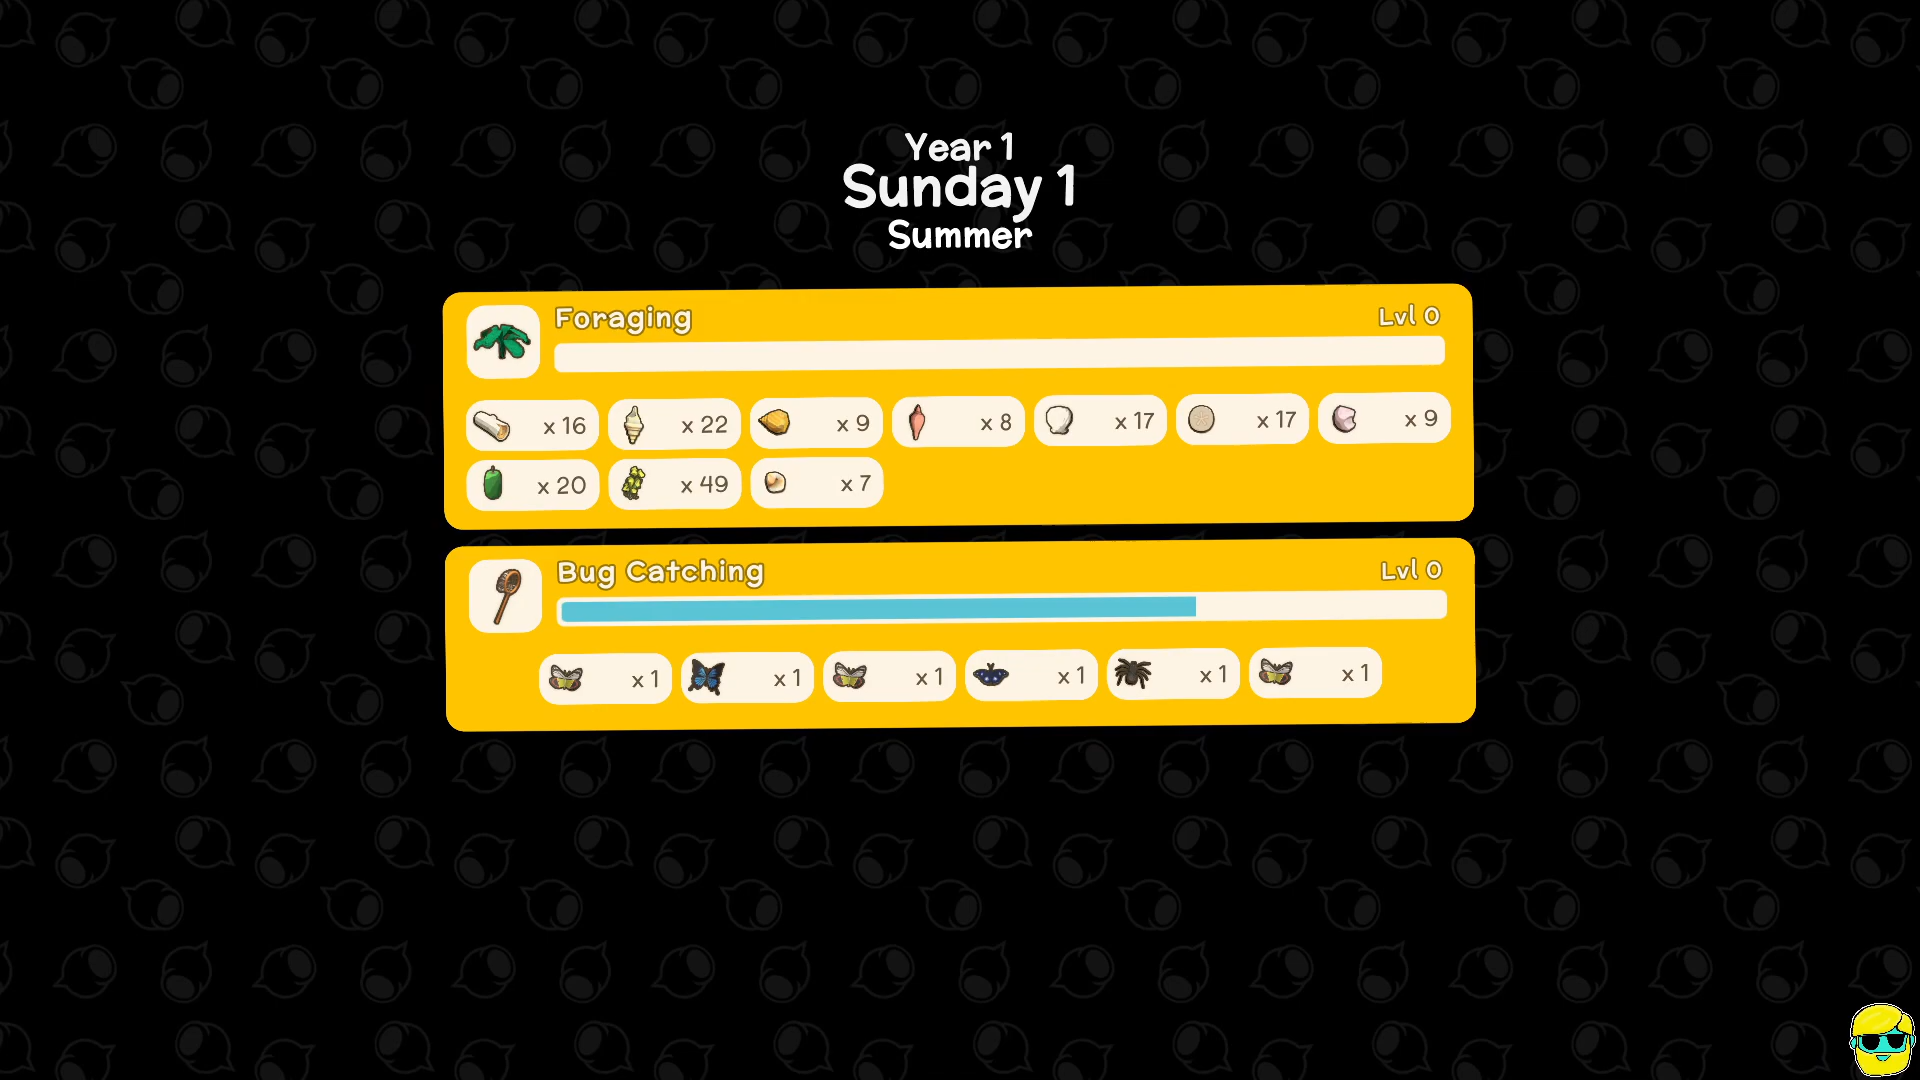 Year 1
Sunday 1
Summer
Foraging
Lvl 0
x 16
x 22
x 9
x 8
x 17
x 17
x 9
x 20
x 49
x 7
Bug Catching
Lvl 0
x 1
x 1
x 1
x 1
x 1
x 1